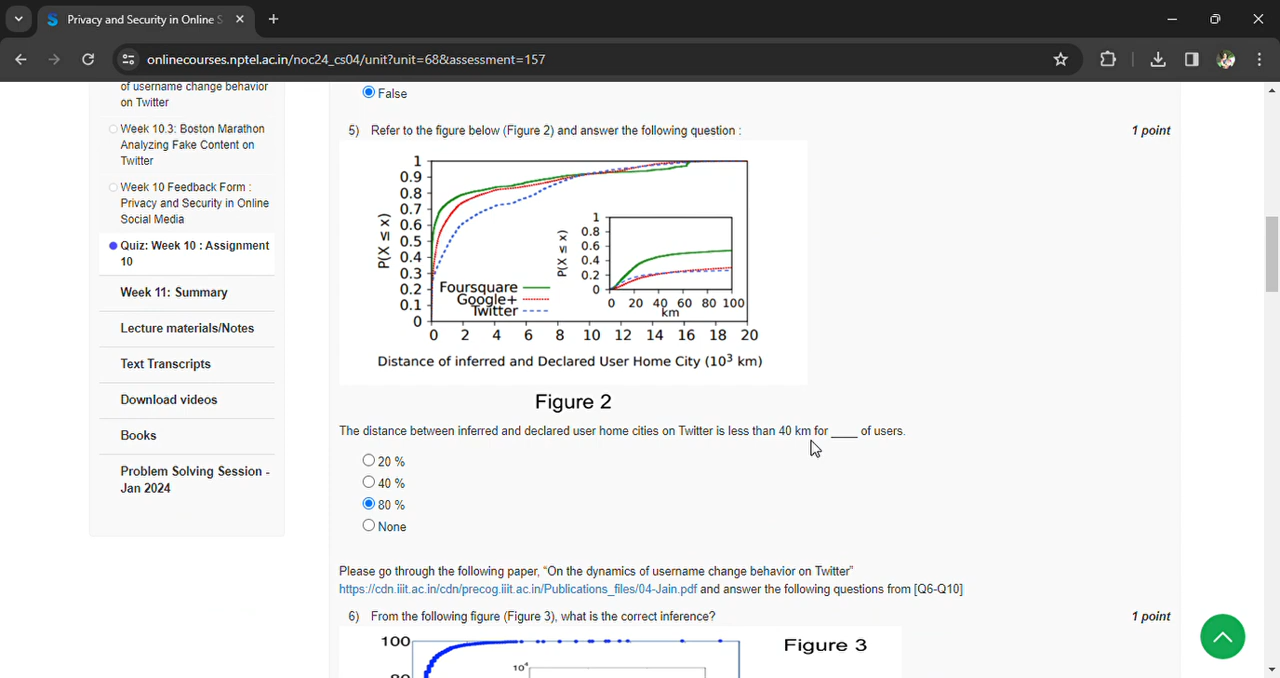 Privacy and Security in Online S
onlinecourses.nptel.ac.in/noc24_cs04/unit?unit=68&assessment=157
of username change behavior
on Twitter
Week 10.3: Boston Marathon
Analyzing Fake Content on
Twitter
Week 10 Feedback Form :
Privacy and Security in Online
Social Media
Quiz: Week 10 : Assignment
10
Week 11: Summary
Lecture materials/Notes
Text Transcripts
Download videos
Books
Problem Solving Session -
Jan 2024
False
5) Refer to the figure below (Figure 2) and answer the following question :
1 point
1
0.9
0.8
0.7
0.6
0.5
0.4
0.3
0.2
0.1
0
P(X ≤ x)
Foursquare
Google+
Twitter
1
0.8
0.6
0.4
0.2
0
P(X ≤ x)
0 20 40 60 80 100
km
0 2 4 6 8 10 12 14 16 18 20
Distance of inferred and Declared User Home City (10³ km)
Figure 2
The distance between inferred and declared user home cities on Twitter is less than 40 km for ____ of users.
20 %
40 %
80 %
None
Please go through the following paper, “On the dynamics of username change behavior on Twitter”
https://cdn.iiit.ac.in/cdn/precog.iiit.ac.in/Publications_files/04-Jain.pdf and answer the following questions from [Q6-Q10]
6) From the following figure (Figure 3), what is the correct inference?
1 point
100
10⁴
Figure 3